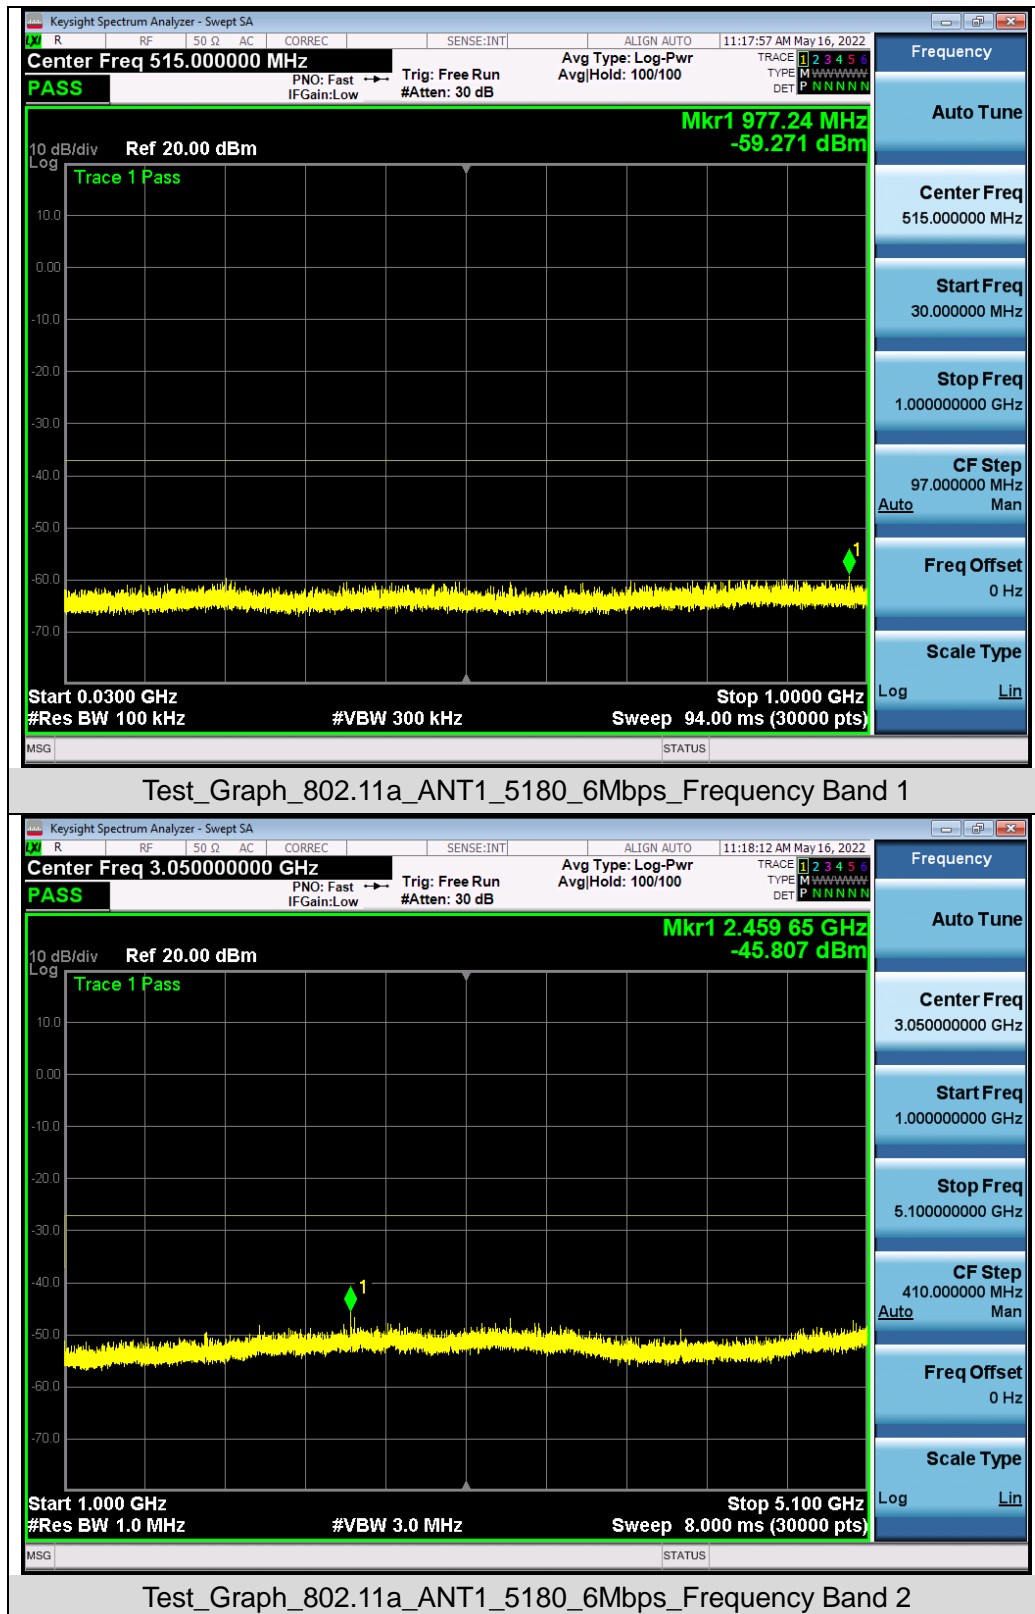 Keysight Spectrum Analyzer - Swept SA
LXI R RF 50 Ω AC CORREC SENSE:INT ALIGN AUTO 11:17:57 AM May 16, 2022
Center Freq 515.000000 MHz
PASS
PNO: Fast
IFGain:Low
Trig: Free Run
#Atten: 30 dB
Avg Type: Log-Pwr
Avg|Hold: 100/100
TRACE 1 2 3 4 5 6
TYPE M WWWWW
DET P N N N N N
Mkr1 977.24 MHz
-59.271 dBm
10 dB/div Ref 20.00 dBm
Log
Trace 1 Pass
10.0
0.00
-10.0
-20.0
-30.0
-40.0
-50.0
-60.0
-70.0
1
Start 0.0300 GHz Stop 1.0000 GHz
#Res BW 100 kHz #VBW 300 kHz Sweep 94.00 ms (30000 pts)
MSG STATUS
Frequency
Auto Tune
Center Freq
515.000000 MHz
Start Freq
30.000000 MHz
Stop Freq
1.000000000 GHz
CF Step
97.000000 MHz
Auto Man
Freq Offset
0 Hz
Scale Type
Log Lin
Test_Graph_802.11a_ANT1_5180_6Mbps_Frequency Band 1
Keysight Spectrum Analyzer - Swept SA
LXI R RF 50 Ω AC CORREC SENSE:INT ALIGN AUTO 11:18:12 AM May 16, 2022
Center Freq 3.050000000 GHz
PASS
PNO: Fast
IFGain:Low
Trig: Free Run
#Atten: 30 dB
Avg Type: Log-Pwr
Avg|Hold: 100/100
TRACE 1 2 3 4 5 6
TYPE M WWWWW
DET P N N N N N
Mkr1 2.459 65 GHz
-45.807 dBm
10 dB/div Ref 20.00 dBm
Log
Trace 1 Pass
10.0
0.00
-10.0
-20.0
-30.0
-40.0
-50.0
-60.0
-70.0
1
Start 1.000 GHz Stop 5.100 GHz
#Res BW 1.0 MHz #VBW 3.0 MHz Sweep 8.000 ms (30000 pts)
MSG STATUS
Frequency
Auto Tune
Center Freq
3.050000000 GHz
Start Freq
1.000000000 GHz
Stop Freq
5.100000000 GHz
CF Step
410.000000 MHz
Auto Man
Freq Offset
0 Hz
Scale Type
Log Lin
Test_Graph_802.11a_ANT1_5180_6Mbps_Frequency Band 2